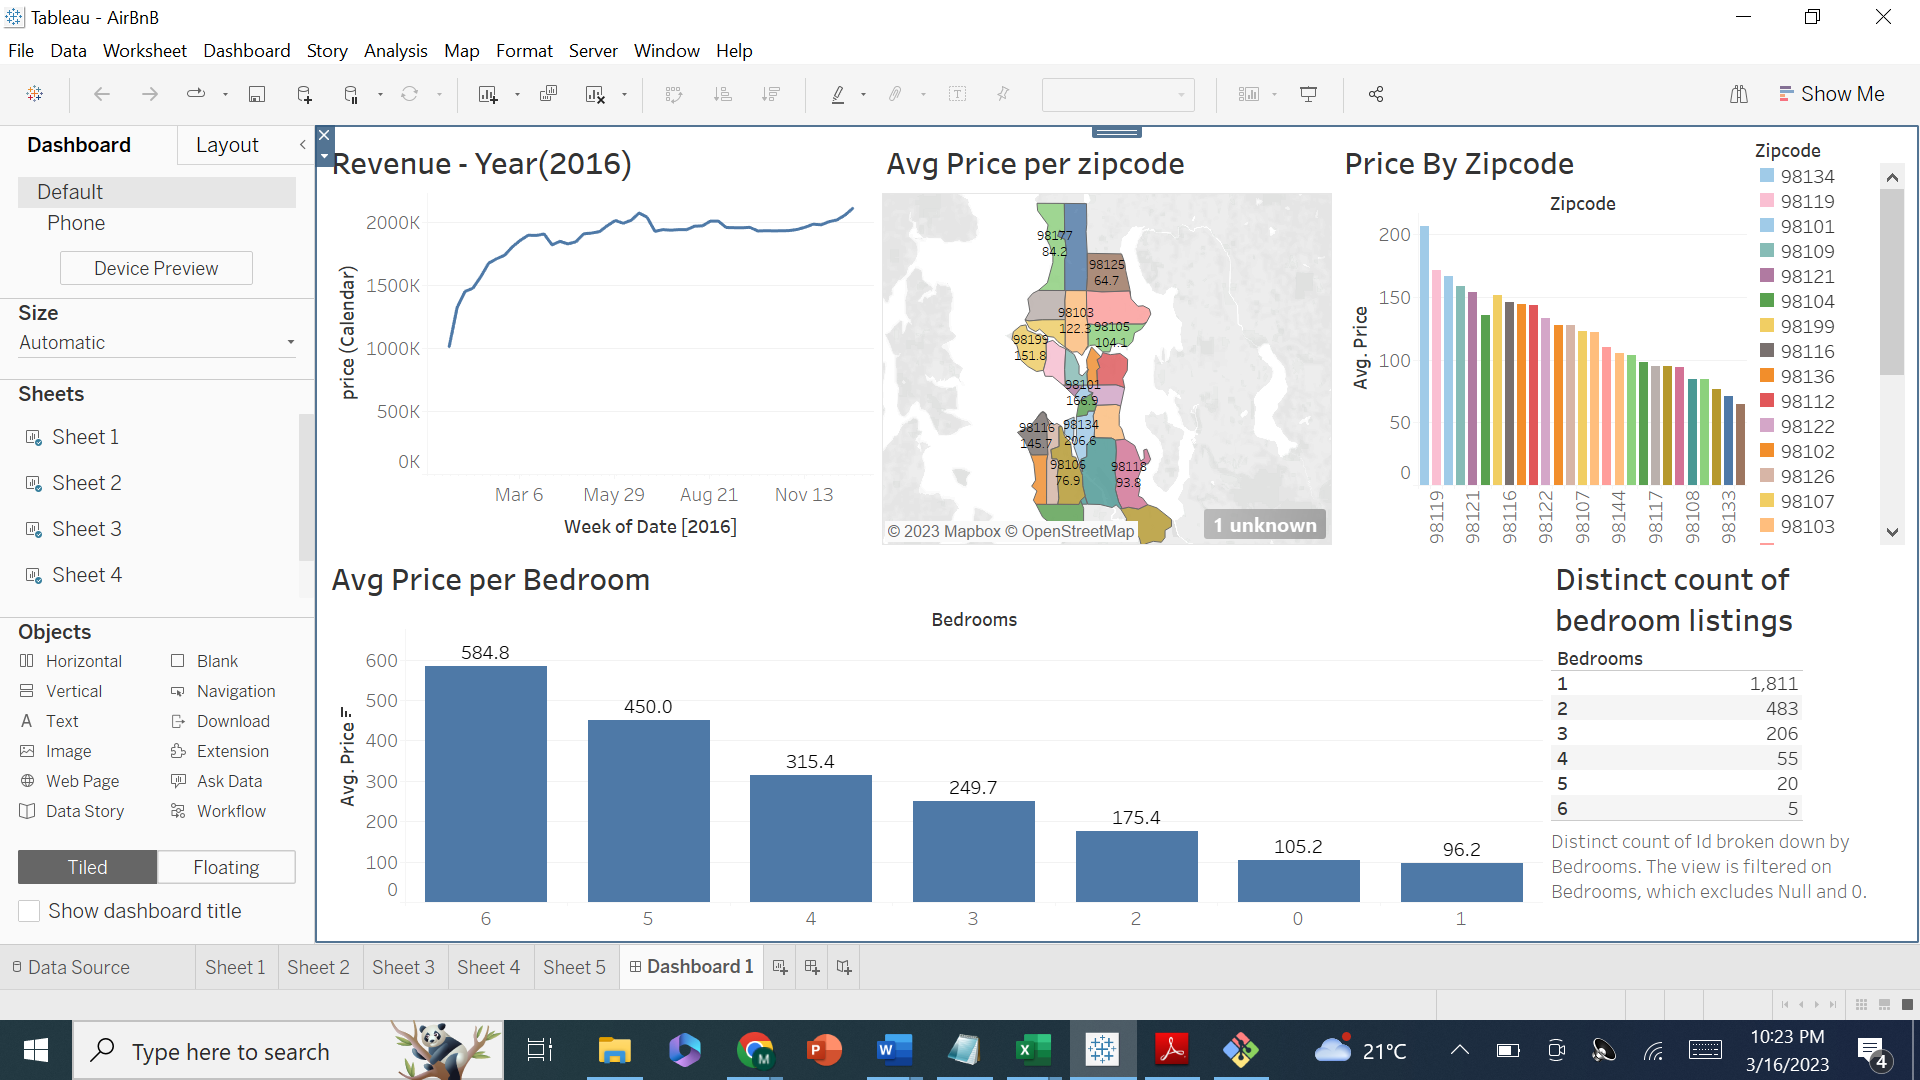 Tableau - AirBnB
File Data Worksheet Dashboard Story Analysis Map Format Server Window Help
Show Me
Dashboard Layout
Default
Phone
Device Preview
Size
Automatic
Sheets
Sheet 1
Sheet 2
Sheet 3
Sheet 4
Objects
Horizontal Blank
Vertical Navigation
A Text Download
Image Extension
Web Page Ask Data
Data Story Workflow
Tiled Floating
Show dashboard title
Revenue - Year(2016)
price (Calendar)
2000K
1500K
1000K
500K
0K
Mar 6 May 29 Aug 21 Nov 13
Week of Date [2016]
Avg Price per zipcode
98177
84.2
98125
64.7
98103
122.3
98105
104.1
98199
151.8
98101
166.9
98116
145.7
98134
206.6
98106
76.9
98118
93.8
© 2023 Mapbox © OpenStreetMap
1 unknown
Price By Zipcode
Zipcode
Avg. Price
200
150
100
50
0
98119 98121 98116 98122 98107 98144 98117 98108 98133
Zipcode
98134
98119
98101
98109
98121
98104
98199
98116
98136
98112
98122
98102
98126
98107
98103
Avg Price per Bedroom
Bedrooms
Avg. Price
600
500
400
300
200
100
0
584.8 450.0 315.4 249.7 175.4 105.2 96.2
6 5 4 3 2 0 1
Distinct count of
bedroom listings
Bedrooms
1 1,811
2 483
3 206
4 55
5 20
6 5
Distinct count of Id broken down by
Bedrooms. The view is filtered on
Bedrooms, which excludes Null and 0.
Data Source Sheet 1 Sheet 2 Sheet 3 Sheet 4 Sheet 5 Dashboard 1
Type here to search
21°C
10:23 PM
3/16/2023
4